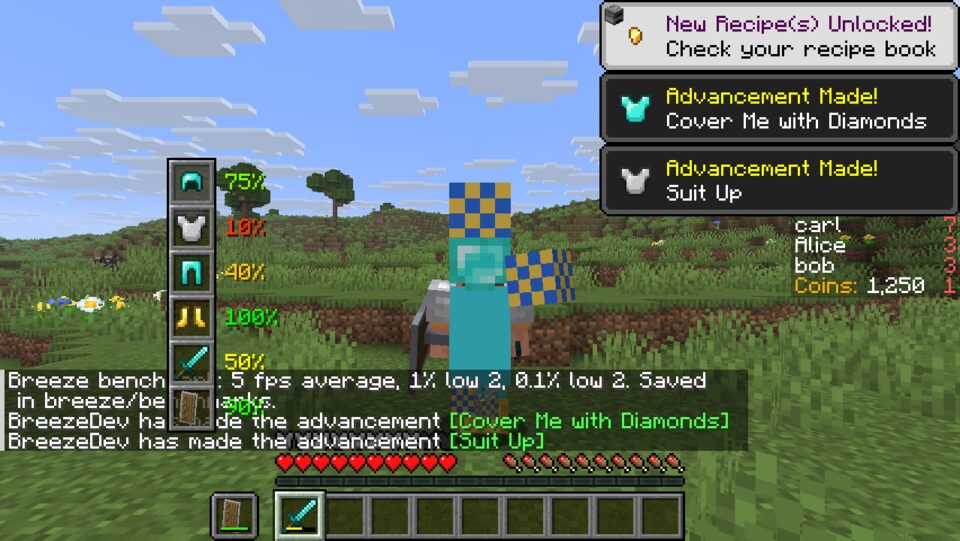 New Recipe(s) Unlocked!
Check your recipe book
Advancement Made!
Cover Me with Diamonds
Advancement Made!
Suit Up
carl 7
Alice 3
bob 3
Coins: 1,250 1
75%
10%
40%
100%
50%
90%
Breeze bench : 5 fps average, 1% low 2, 0.1% low 2. Saved
in breeze/be
BreezeDev ha de the advancement [Cover Me with Diamonds]
BreezeDev has made the advancement [Suit Up]